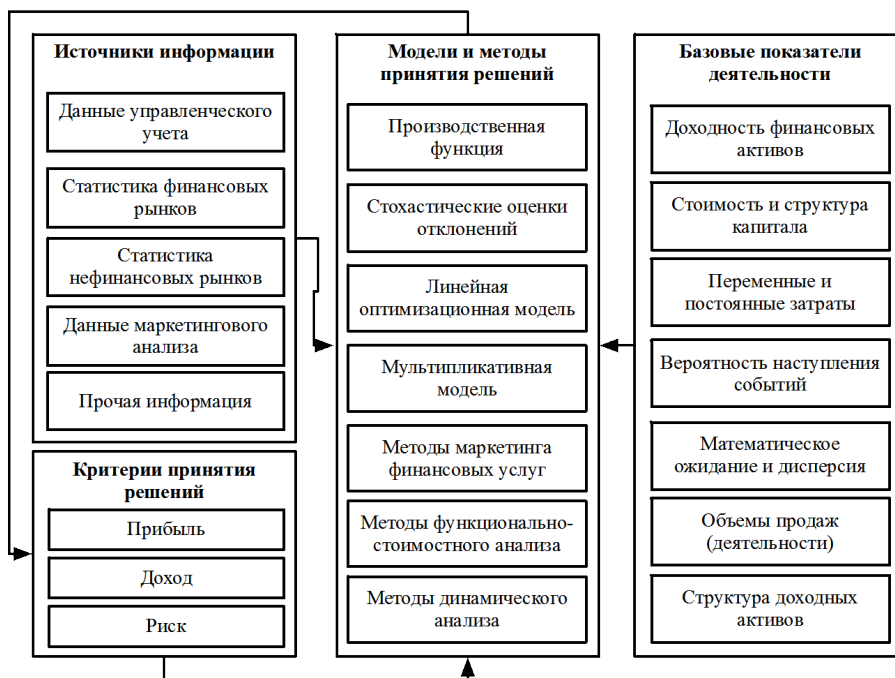 Источники информации
Данные управленческого
учета
Статистика финансовых
рынков
Статистика
нефинансовых рынков
Данные маркетингового
анализа
Прочая информация
Критерии принятия
решений
Прибыль
Доход
Риск
Модели и методы
принятия решений
Производственная
функция
Стохастические оценки
отклонений
Линейная
оптимизационная модель
Мультипликативная
модель
Методы маркетинга
финансовых услуг
Методы функционально-
стоимостного анализа
Методы динамического
анализа
Базовые показатели
деятельности
Доходность финансовых
активов
Стоимость и структура
капитала
Переменные и
постоянные затраты
Вероятность наступления
событий
Математическое
ожидание и дисперсия
Объемы продаж
(деятельности)
Структура доходных
активов